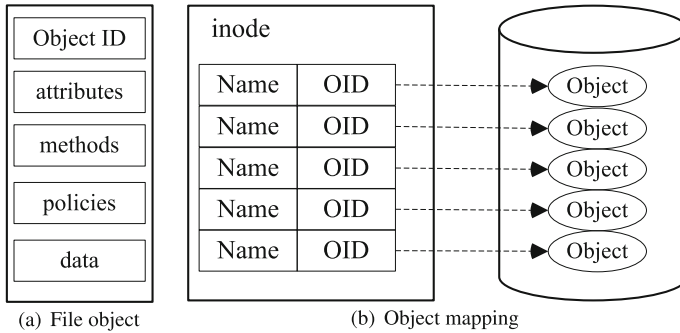 Object ID
attributes
methods
policies
data
(a) File object
inode
Name OID Object
Name OID Object
Name OID Object
Name OID Object
Name OID Object
(b) Object mapping